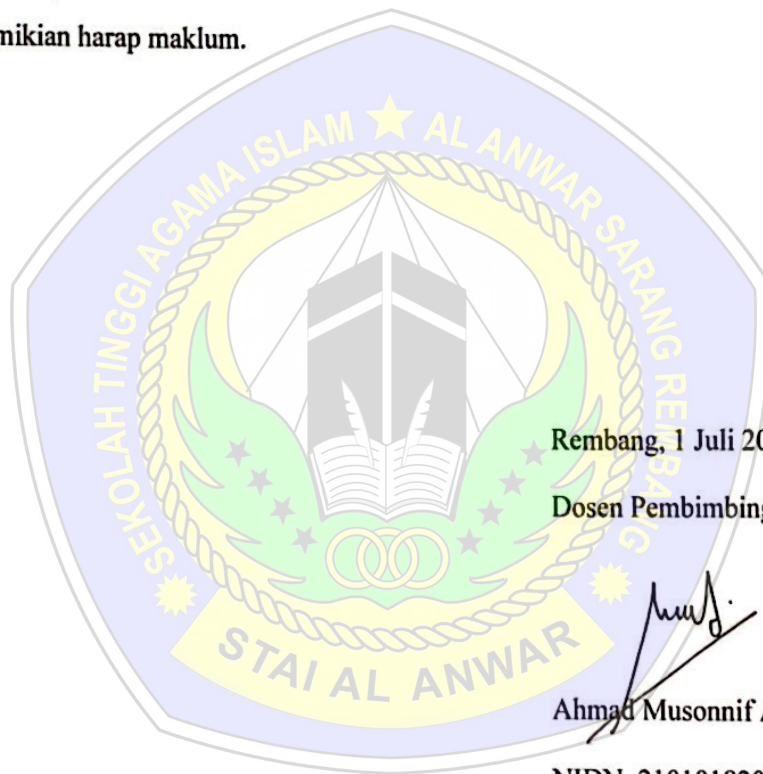 mikian harap maklum.
SEKOLAH TINGGI AGAMA ISLAM AL ANWAR SARANG REMBANG
STAI AL ANWAR
Rembang, 1 Juli 20
Dosen Pembimbing
Ahmad Musonnif